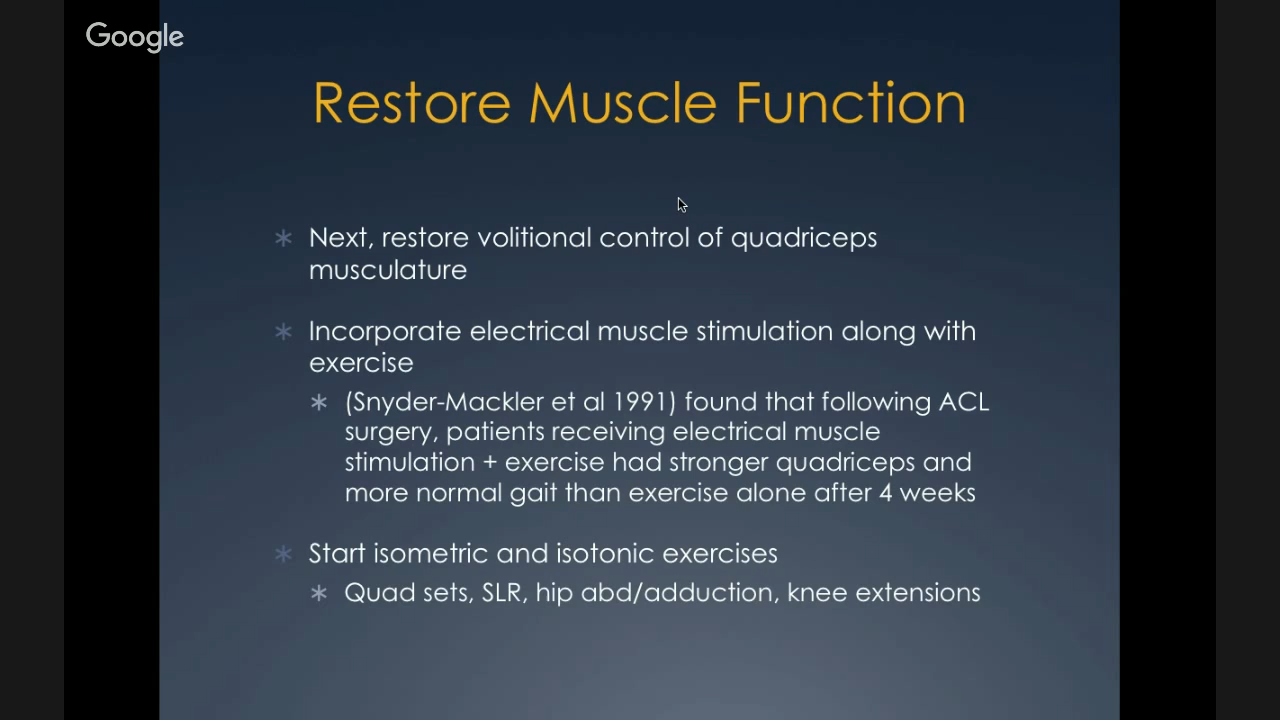 Google
Restore Muscle Function
* Next, restore volitional control of quadriceps
musculature
* Incorporate electrical muscle stimulation along with
exercise
* (Snyder-Mackler et al 1991) found that following ACL
surgery, patients receiving electrical muscle
stimulation + exercise had stronger quadriceps and
more normal gait than exercise alone after 4 weeks
* Start isometric and isotonic exercises
* Quad sets, SLR, hip abd/adduction, knee extensions